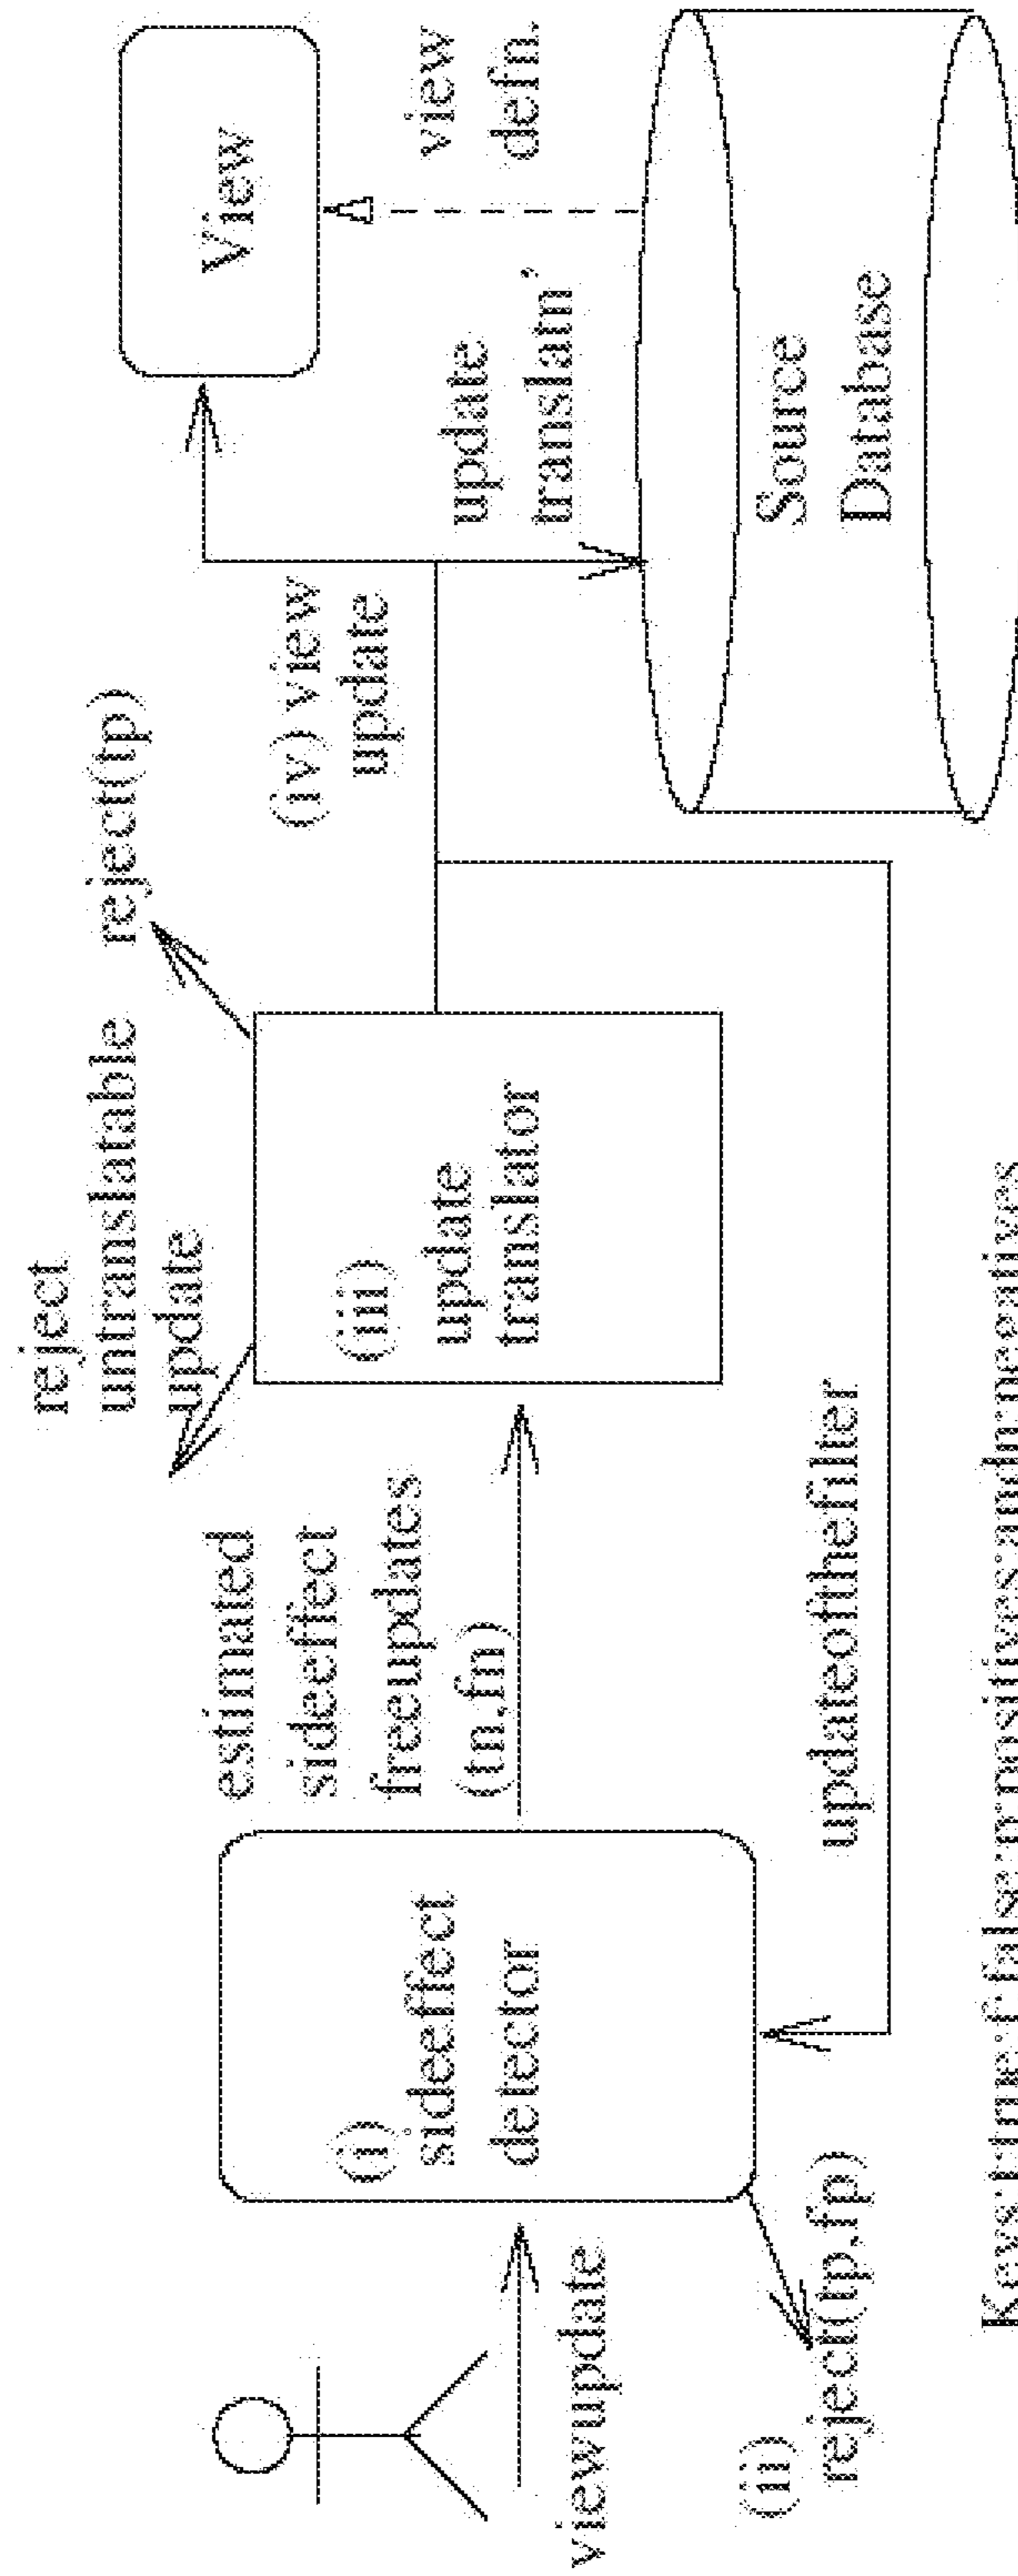 viewupdate
(i)
sideeffect
detector
(ii)
reject(tp,fp)
estimated
sideeffect
freeupdates
(tn,fn)
reject
untranslatable
update
reject(tp)
(iii)
update
translator
updateofthefilter
(iv) view
update
update
translatn'
View
view
defn.
Source
Database